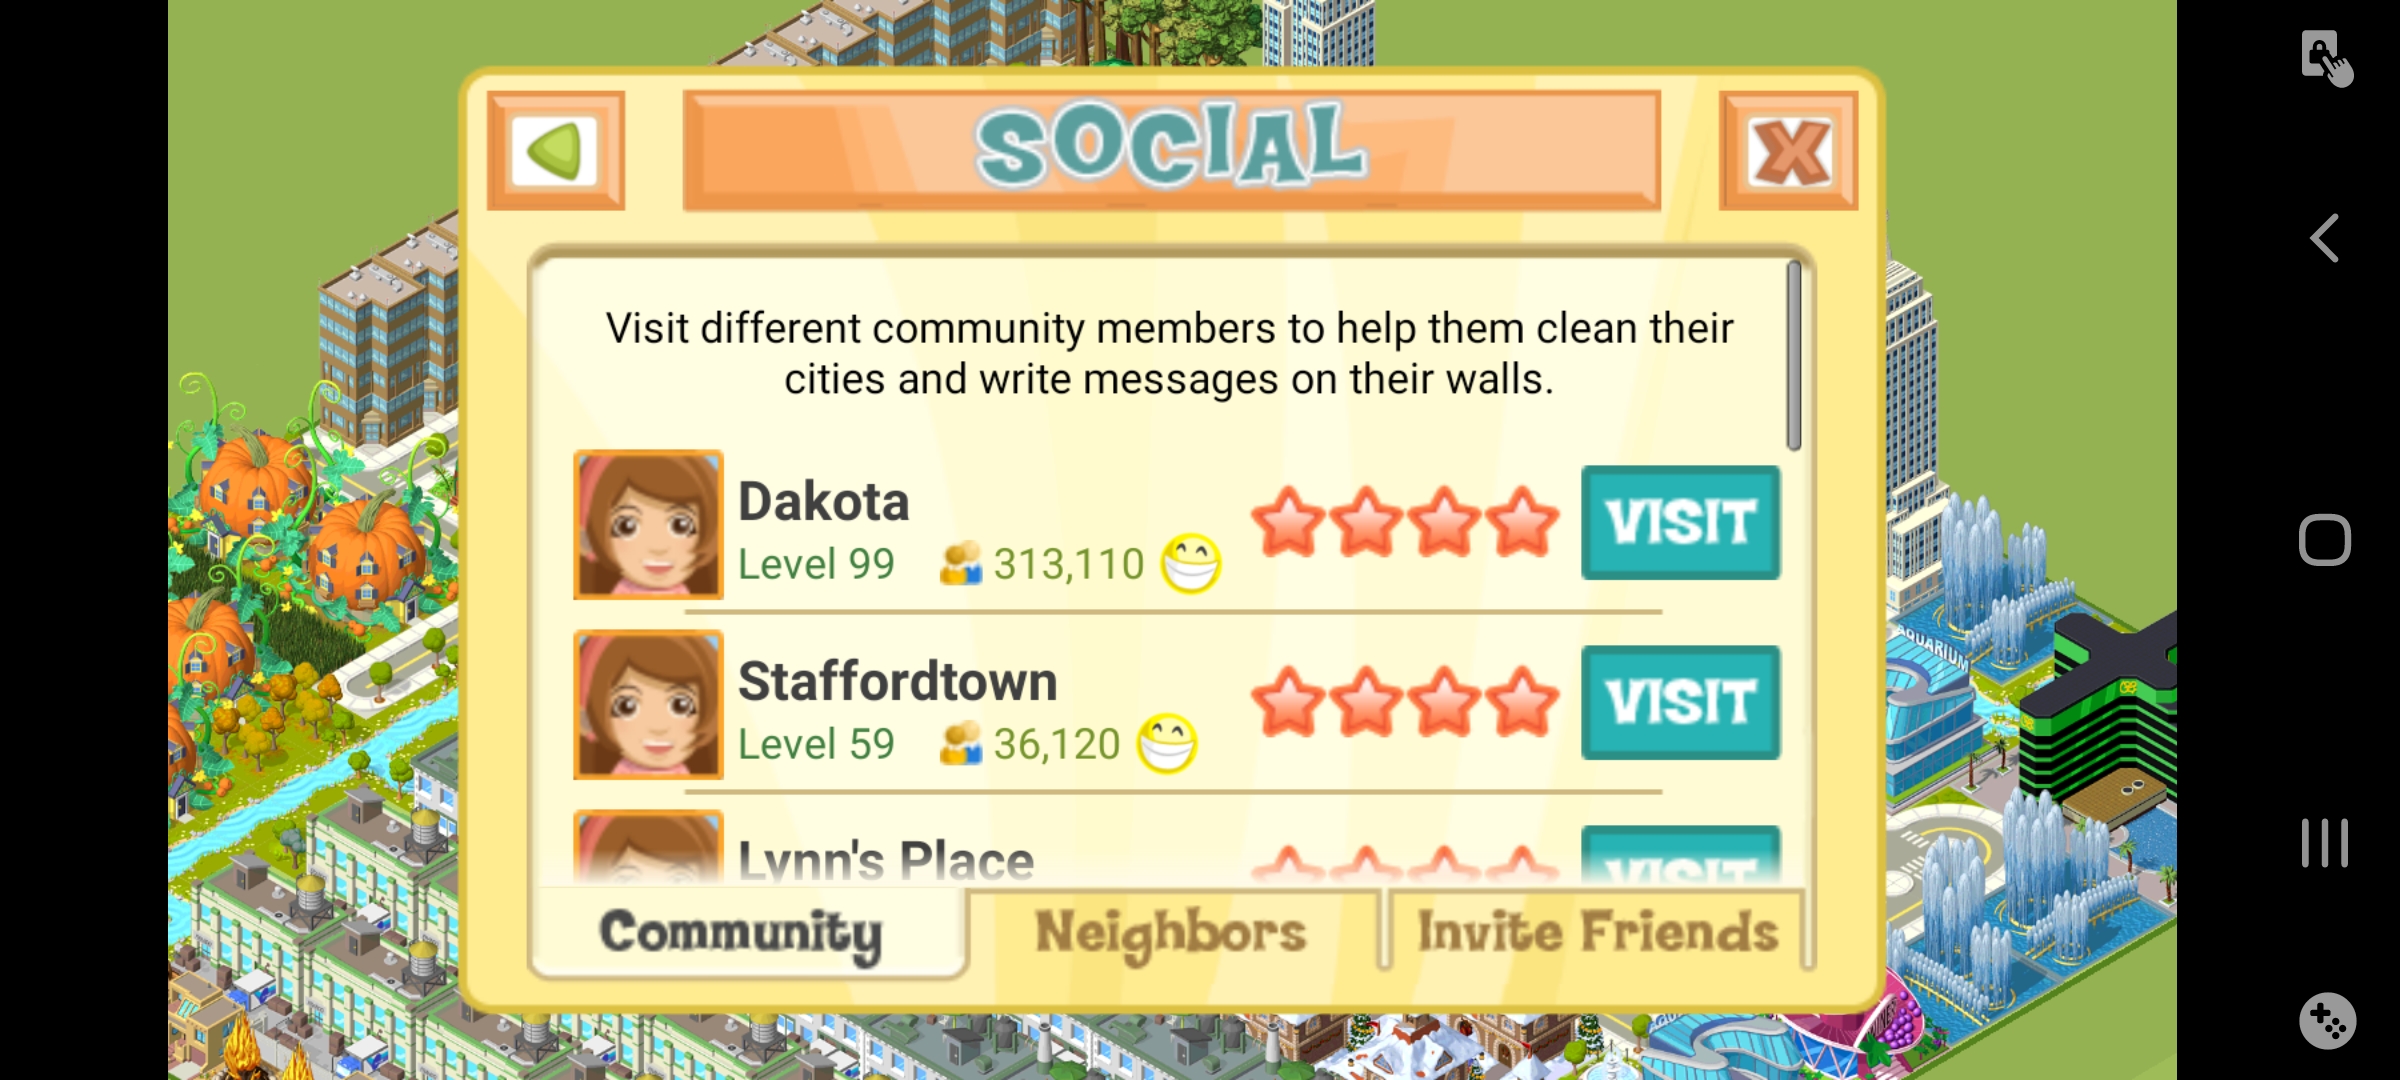 SOCIAL
Visit different community members to help them clean their
cities and write messages on their walls.
Dakota
Level 99 313,110
VISIT
Staffordtown
Level 59 36,120
VISIT
Lynn's Place
VISIT
Community Neighbors Invite Friends
AQUARIUM